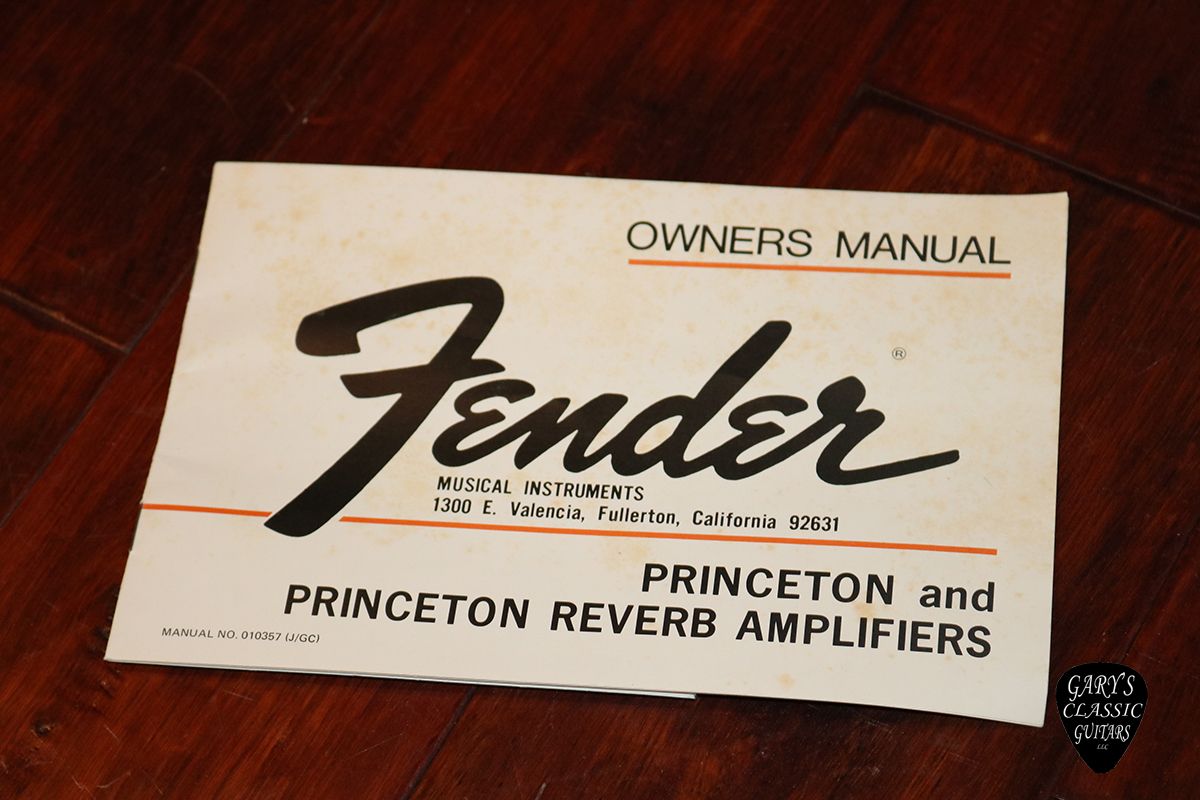 OWNERS MANUAL
Fender ®
MUSICAL INSTRUMENTS
1300 E. Valencia, Fullerton, California 92631
PRINCETON and
PRINCETON REVERB AMPLIFIERS
MANUAL NO. 010357 (J/GC)
GARY'S
CLASSIC
GUITARS
LLC